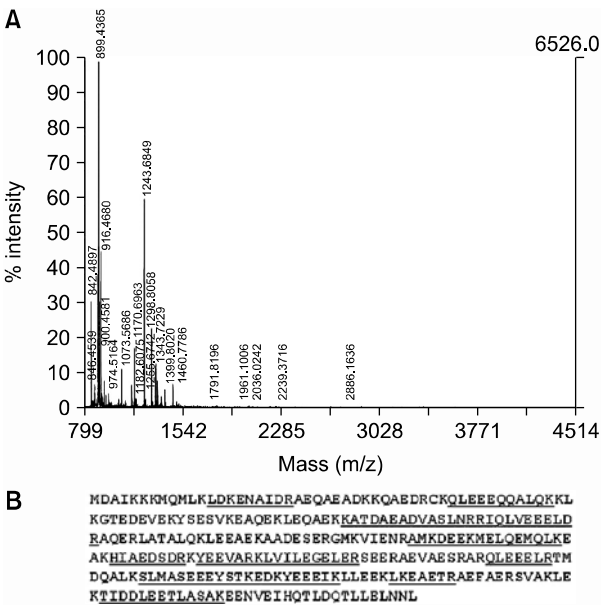 A
6526.0
% intensity
100
90
80
70
60
50
40
30
20
10
0
842.4897
846.4539
899.4365
900.4581
916.4680
974.5164
1073.5686
1170.6963
1182.6075
1243.6849
1255.6742
1298.8058
1343.7229
1399.8020
1460.7786
1791.8196
1961.1006
2036.0242
2239.3716
2886.1636
799 1542 2285 3028 3771 4514
Mass (m/z)
B
MDAIKKKMQMLKLDKENAIDRAEQAEADKKQAEDRCKQLEEEQQALQKKL
KGTEDEVEKYSESVKEAQEKLEQAEKKATDAEADVASLNRRIQLVEEELD
RAQERLATALQKLEEAEKAADESERGMKVIENRAMKDEEKMELQEMQLKE
AKHIAEDSDRKYEEVARKLVILEGELERSEERAEVAESRARQLEEELRTM
DQALKSLMASEEEYSTKEDKYEEEIKLLEEKLKEAETRAEFAERSVAKLE
KTIDDLEETLASAKEENVEIHQTLDQTLLELNNL